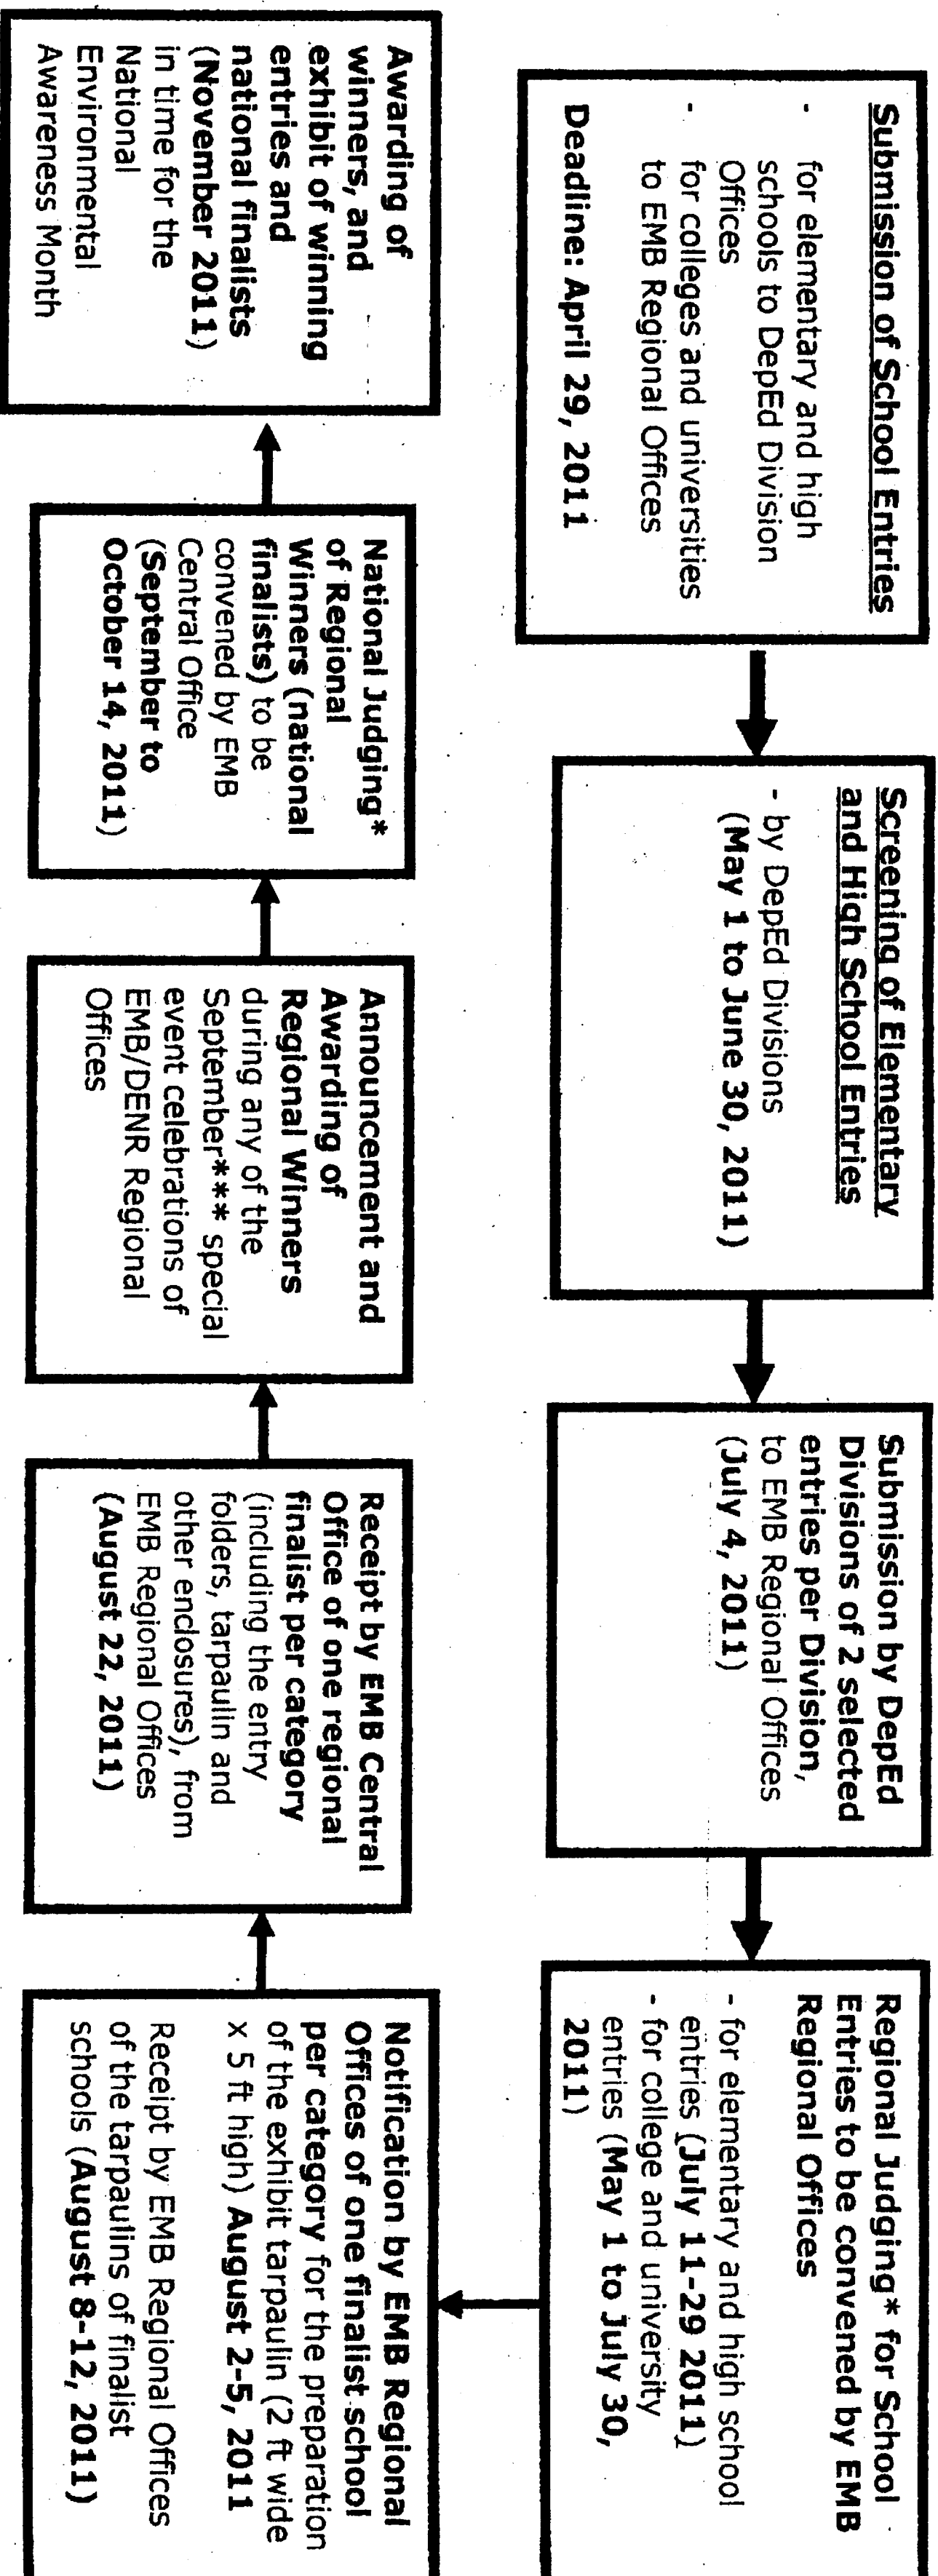 Submission of School Entries
- for elementary and high
schools to DepEd Division
Offices
- for colleges and universities
to EMB Regional Offices
Deadline: April 29, 2011
Screening of Elementary
and High School Entries
- by DepEd Divisions
(May 1 to June 30, 2011)
Submission by DepEd
Divisions of 2 selected
entries per Division,
to EMB Regional Offices
(July 4, 2011)
Regional Judging* for School
Entries to be convened by EMB
Regional Offices
- for elementary and high school
entries (July 11-29 2011)
- for college and university
entries (May 1 to July 30,
2011)
Notification by EMB Regional
Offices of one finalist school
per category for the preparation
of the exhibit tarpaulin (2 ft wide
x 5 ft high) August 2-5, 2011
Receipt by EMB Regional Offices
of the tarpaulins of finalist
schools (August 8-12, 2011)
Receipt by EMB Central
Office of one regional
finalist per category
(including the entry
folders, tarpaulin and
other enclosures), from
EMB Regional Offices
(August 22, 2011)
Announcement and
Awarding of
Regional Winners
during any of the
September*** special
event celebrations of
EMB/DENR Regional
Offices
National Judging*
of Regional
Winners (national
finalists) to be
convened by EMB
Central Office
(September to
October 14, 2011)
Awarding of
winners, and
exhibit of winning
entries and
national finalists
(November 2011)
in time for the
National
Environmental
Awareness Month